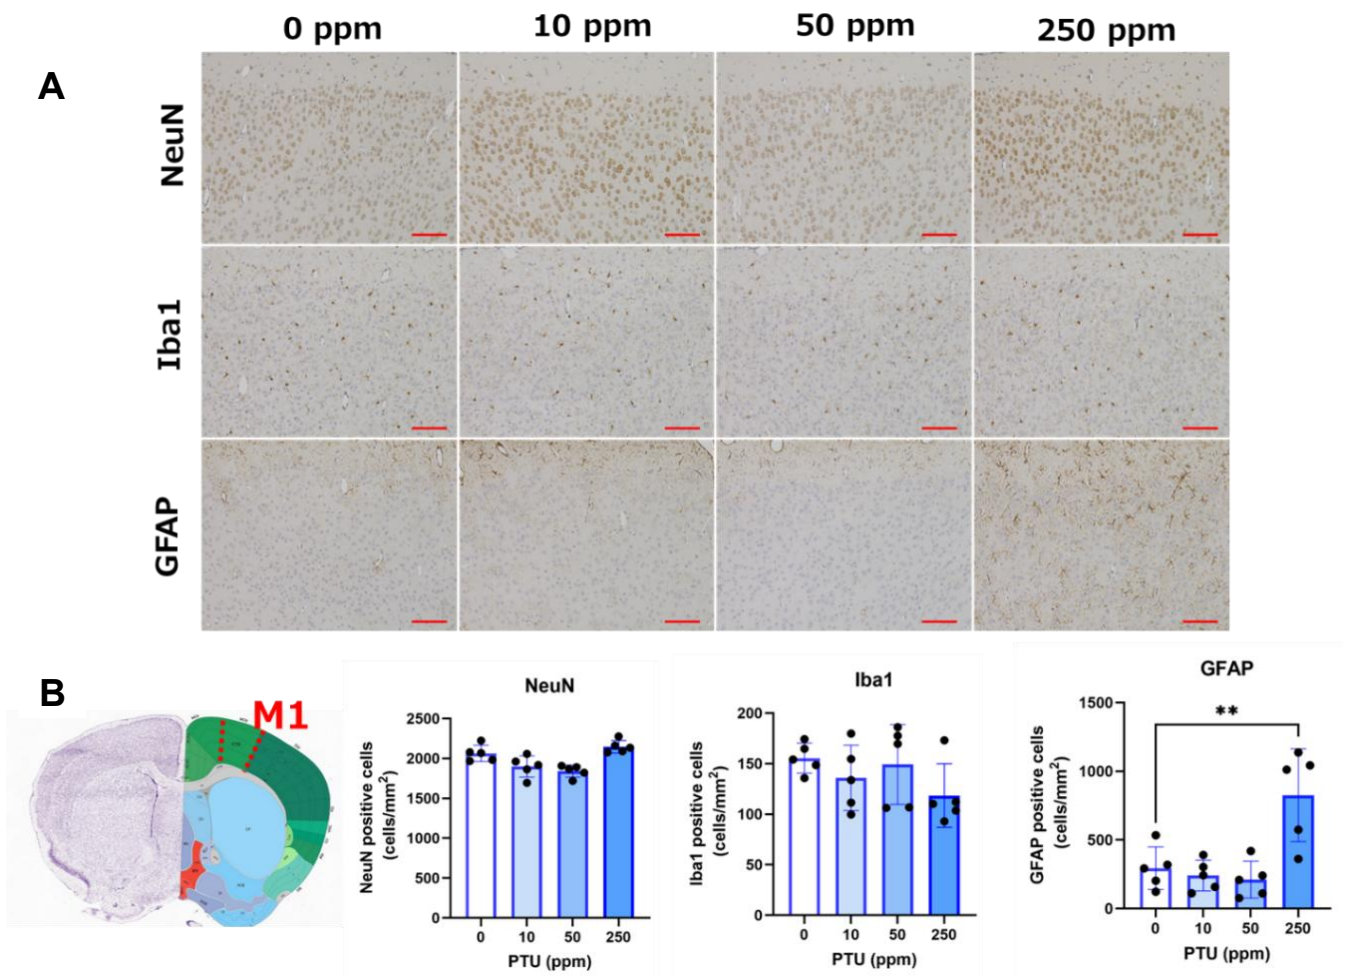 0 ppm 10 ppm 50 ppm 250 ppm
A
NeuN
Iba1
GFAP
B
M1
NeuN
NeuN positive cells
(cells/mm²)
2500
2000
1500
1000
500
0
0 10 50 250
PTU (ppm)
Iba1
Iba1 positive cells
(cells/mm²)
200
150
100
50
0
0 10 50 250
PTU (ppm)
GFAP
GFAP positive cells
(cells/mm²)
1500
1000
500
0
**
0 10 50 250
PTU (ppm)